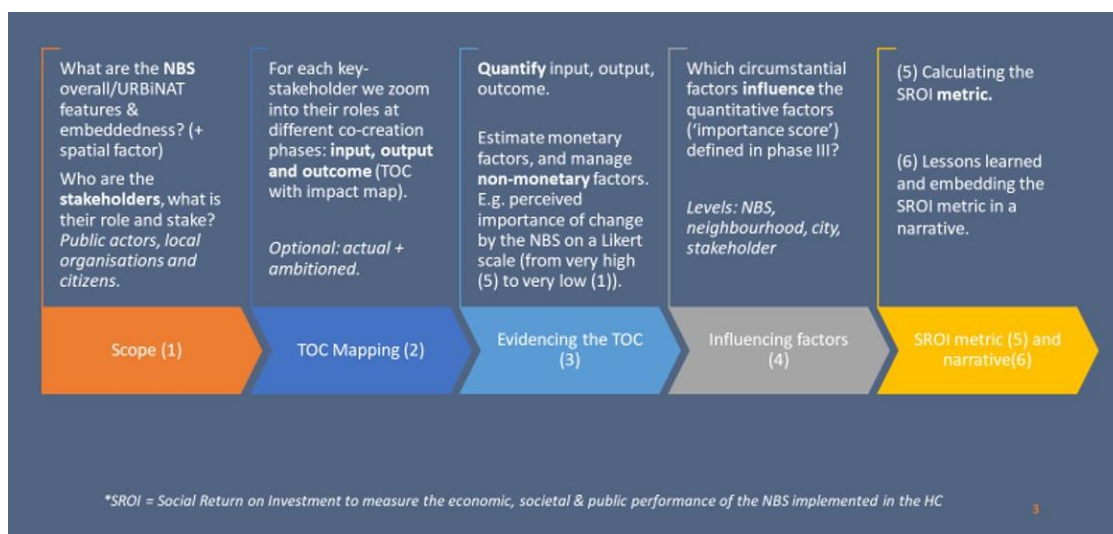 What are the NBS
overall/URBiNAT
features &
embeddedness? (+
spatial factor)
Who are the
stakeholders, what is
their role and stake?
Public actors, local
organisations and
citizens.
For each key-
stakeholder we zoom
into their roles at
different co-creation
phases: input, output
and outcome (TOC
with impact map).
Optional: actual +
ambitioned.
Quantify input, output,
outcome.
Estimate monetary
factors, and manage
non-monetary factors.
E.g. perceived
importance of change
by the NBS on a Likert
scale (from very high
(5) to very low (1)).
Which circumstantial
factors influence the
quantitative factors
('importance score')
defined in phase III?
Levels: NBS,
neighbourhood, city,
stakeholder
(5) Calculating the
SROI metric.
(6) Lessons learned
and embedding the
SROI metric in a
narrative.
Scope (1)
TOC Mapping (2)
Evidencing the TOC
(3)
Influencing factors
(4)
SROI metric (5) and
narrative(6)
*SROI = Social Return on Investment to measure the economic, societal & public performance of the NBS implemented in the HC
3